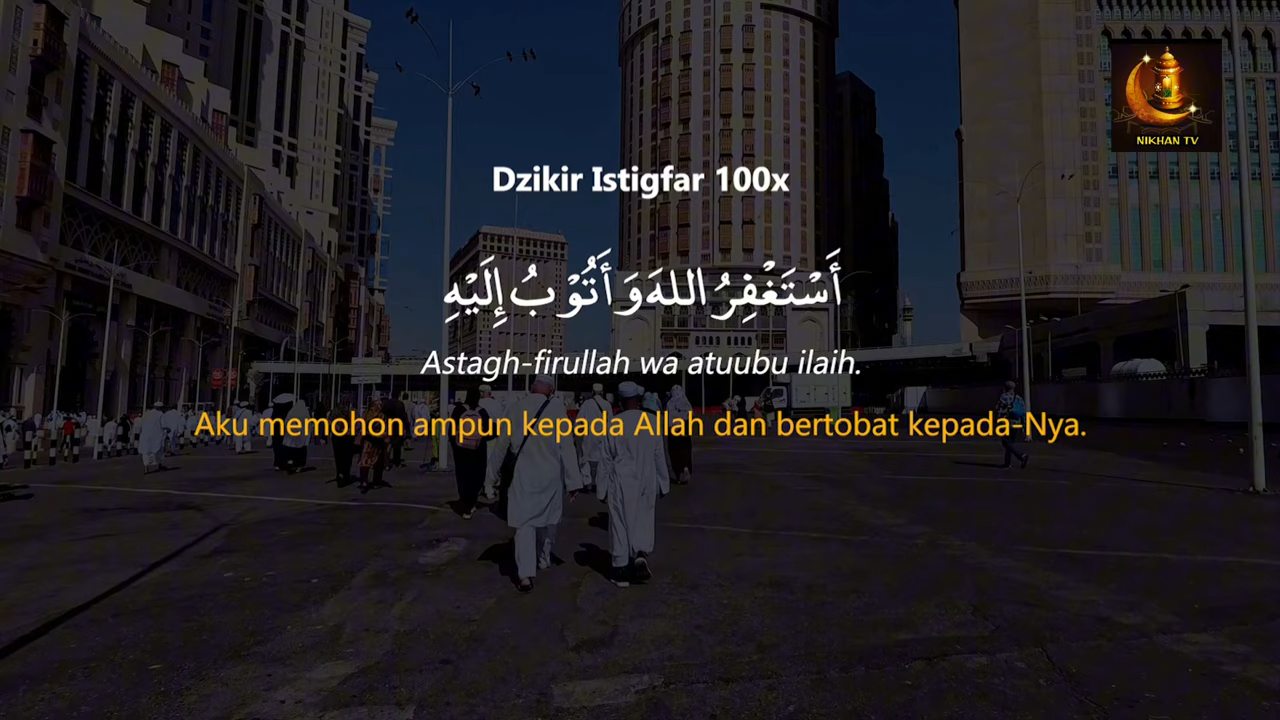 NIKHAN TV
Dzikir Istigfar 100x
أَسْتَغْفِرُ اللهَ وَ أَتُوْبُ إِلَيْهِ
Astagh-firullah wa atuubu ilaih.
Aku memohon ampun kepada Allah dan bertobat kepada-Nya.